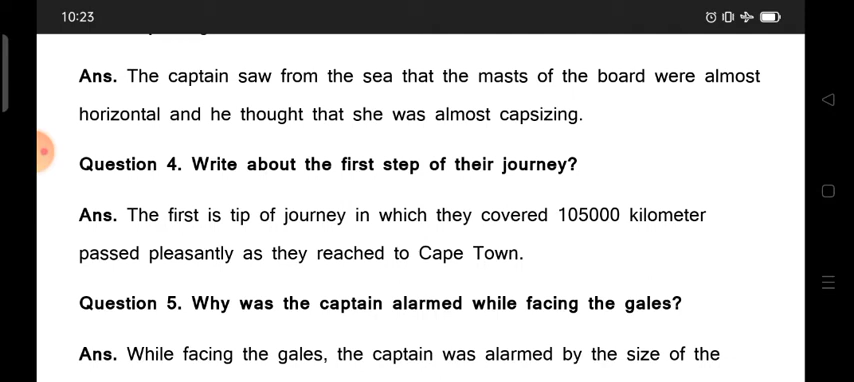 10:23
Ans. The captain saw from the sea that the masts of the board were almost
horizontal and he thought that she was almost capsizing.
Question 4. Write about the first step of their journey?
Ans. The first is tip of journey in which they covered 105000 kilometer
passed pleasantly as they reached to Cape Town.
Question 5. Why was the captain alarmed while facing the gales?
Ans. While facing the gales, the captain was alarmed by the size of the